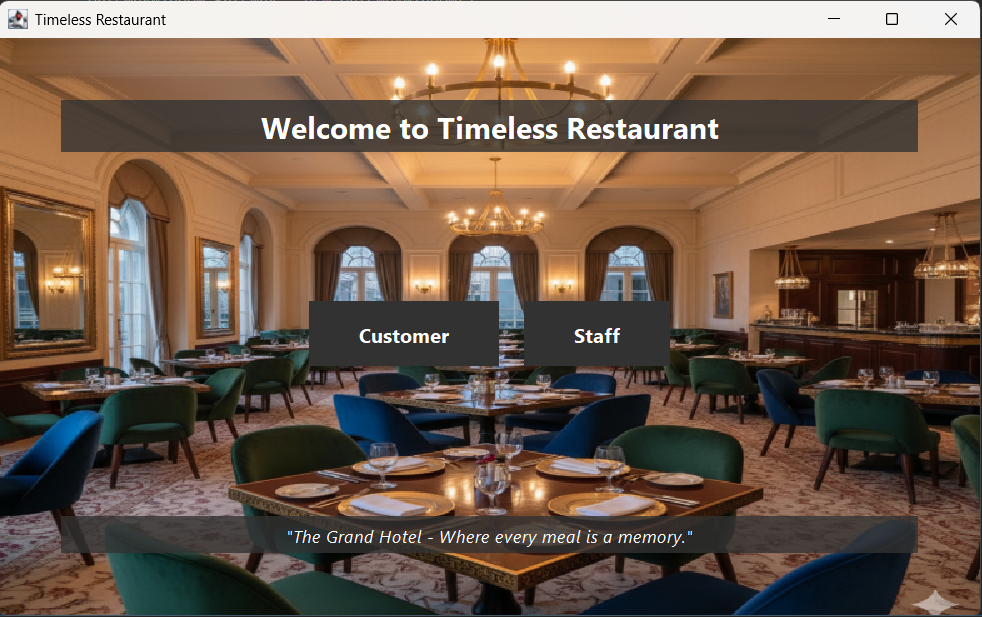 Timeless Restaurant
Welcome to Timeless Restaurant
Customer
Staff
"The Grand Hotel - Where every meal is a memory."